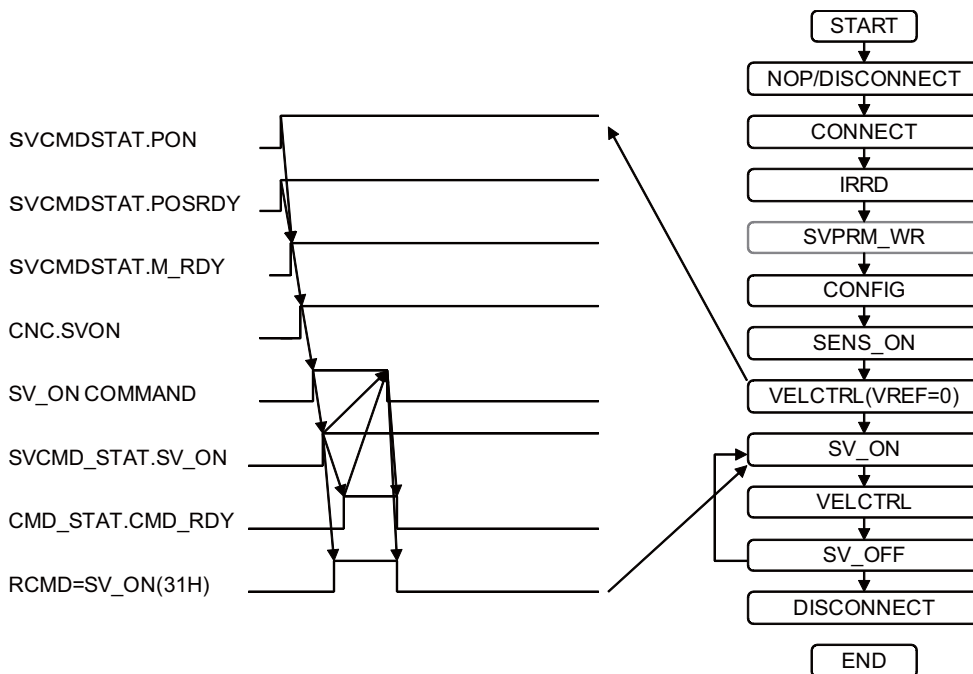 SVCMDSTAT.PON
SVCMDSTAT.POSRDY
SVCMDSTAT.M_RDY
CNC.SVON
SV_ON COMMAND
SVCMD_STAT.SV_ON
CMD_STAT.CMD_RDY
RCMD=SV_ON(31H)
START
NOP/DISCONNECT
CONNECT
IRRD
SVPRM_WR
CONFIG
SENS_ON
VELCTRL(VREF=0)
SV_ON
VELCTRL
SV_OFF
DISCONNECT
END